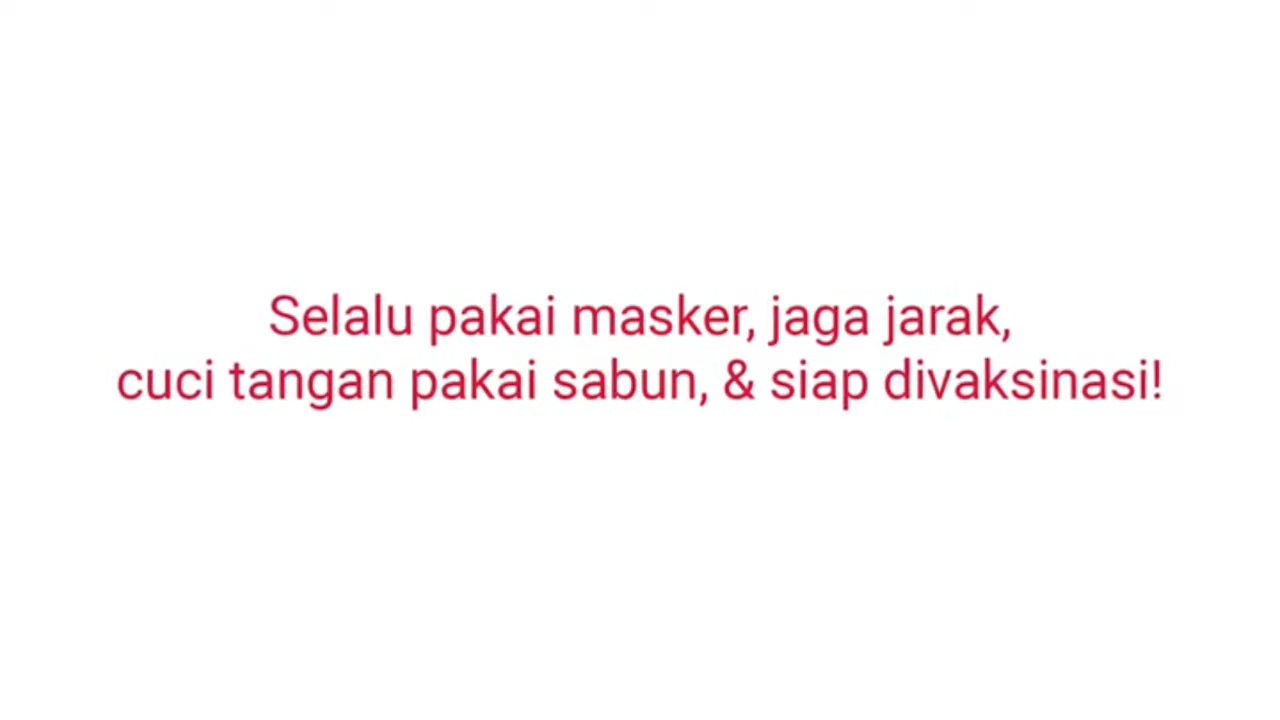 Selalu pakai masker, jaga jarak,
cuci tangan pakai sabun, & siap divaksinasi!